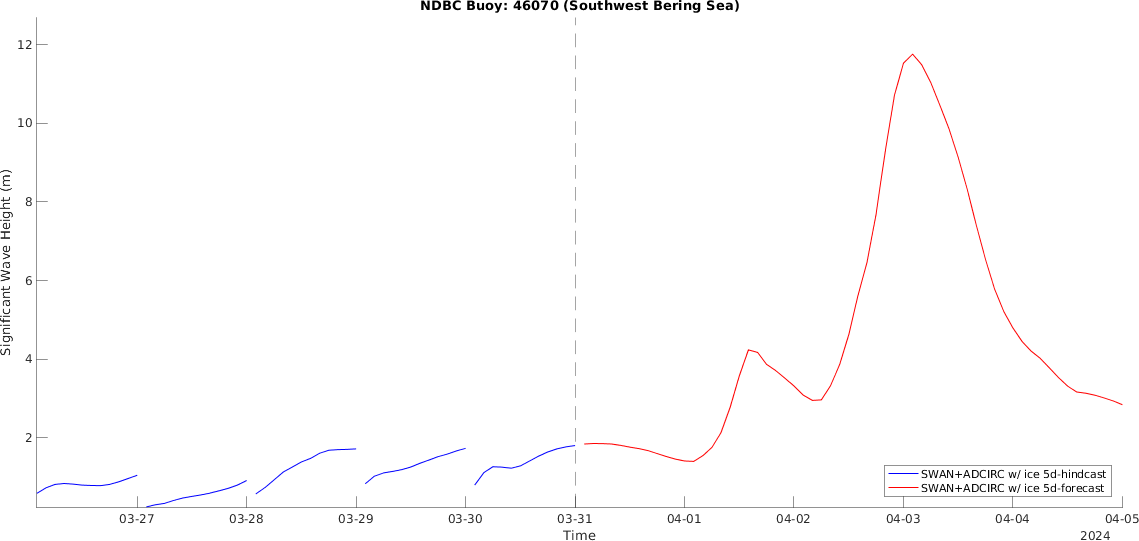 NDBC Buoy: 46070 (Southwest Bering Sea)
Significant Wave Height (m)
12
10
8
6
4
2
SWAN+ADCIRC w/ ice 5d-hindcast
SWAN+ADCIRC w/ ice 5d-forecast
03-27 03-28 03-29 03-30 03-31 04-01 04-02 04-03 04-04 04-05
Time
2024